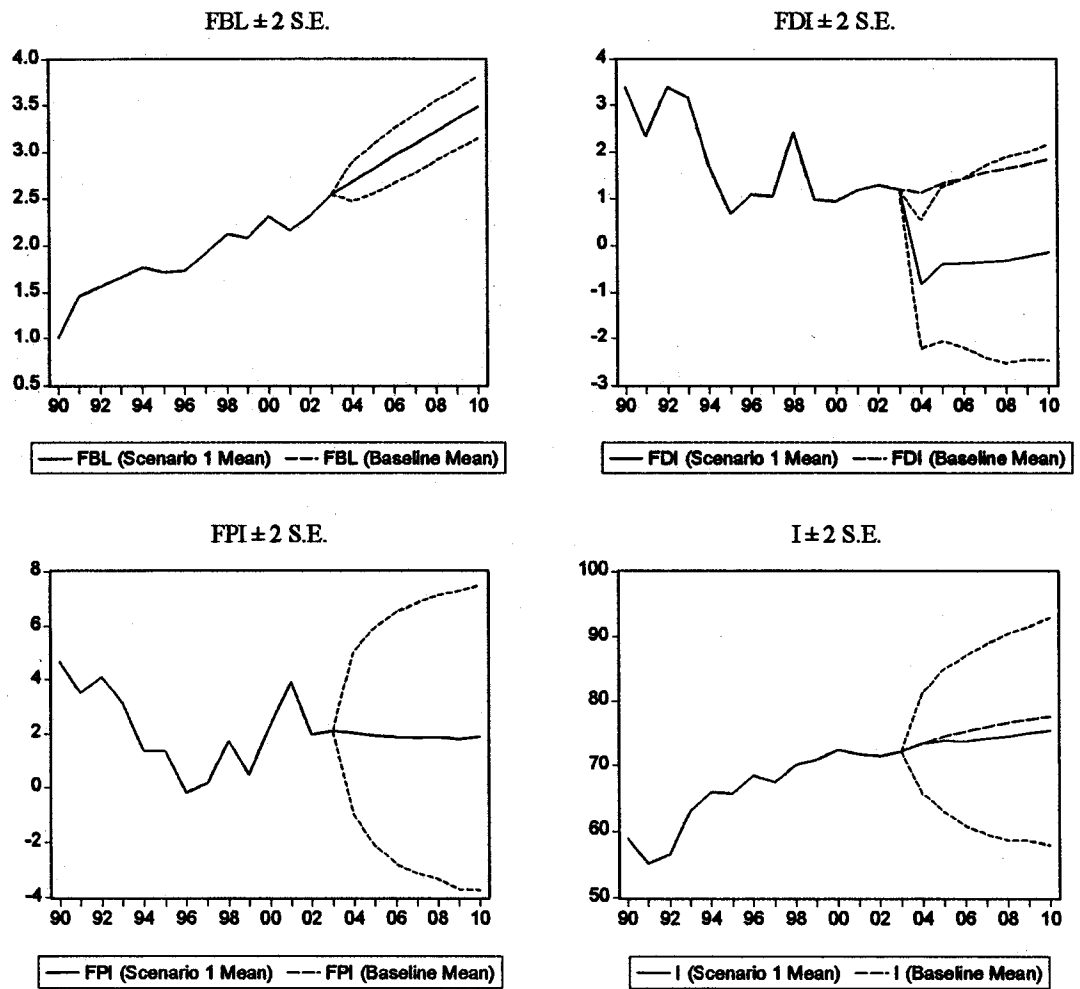 FBL ± 2 S.E.
4.0
3.5
3.0
2.5
2.0
1.5
1.0
0.5
90 92 94 96 98 00 02 04 06 08 10
FBL (Scenario 1 Mean) FBL (Baseline Mean)
FDI ± 2 S.E.
4
3
2
1
0
-1
-2
-3
90 92 94 96 98 00 02 04 06 08 10
FDI (Scenario 1 Mean) FDI (Baseline Mean)
FPI ± 2 S.E.
8
6
4
2
0
-2
-4
90 92 94 96 98 00 02 04 06 08 10
FPI (Scenario 1 Mean) FPI (Baseline Mean)
I ± 2 S.E.
100
90
80
70
60
50
90 92 94 96 98 00 02 04 06 08 10
I (Scenario 1 Mean) I (Baseline Mean)